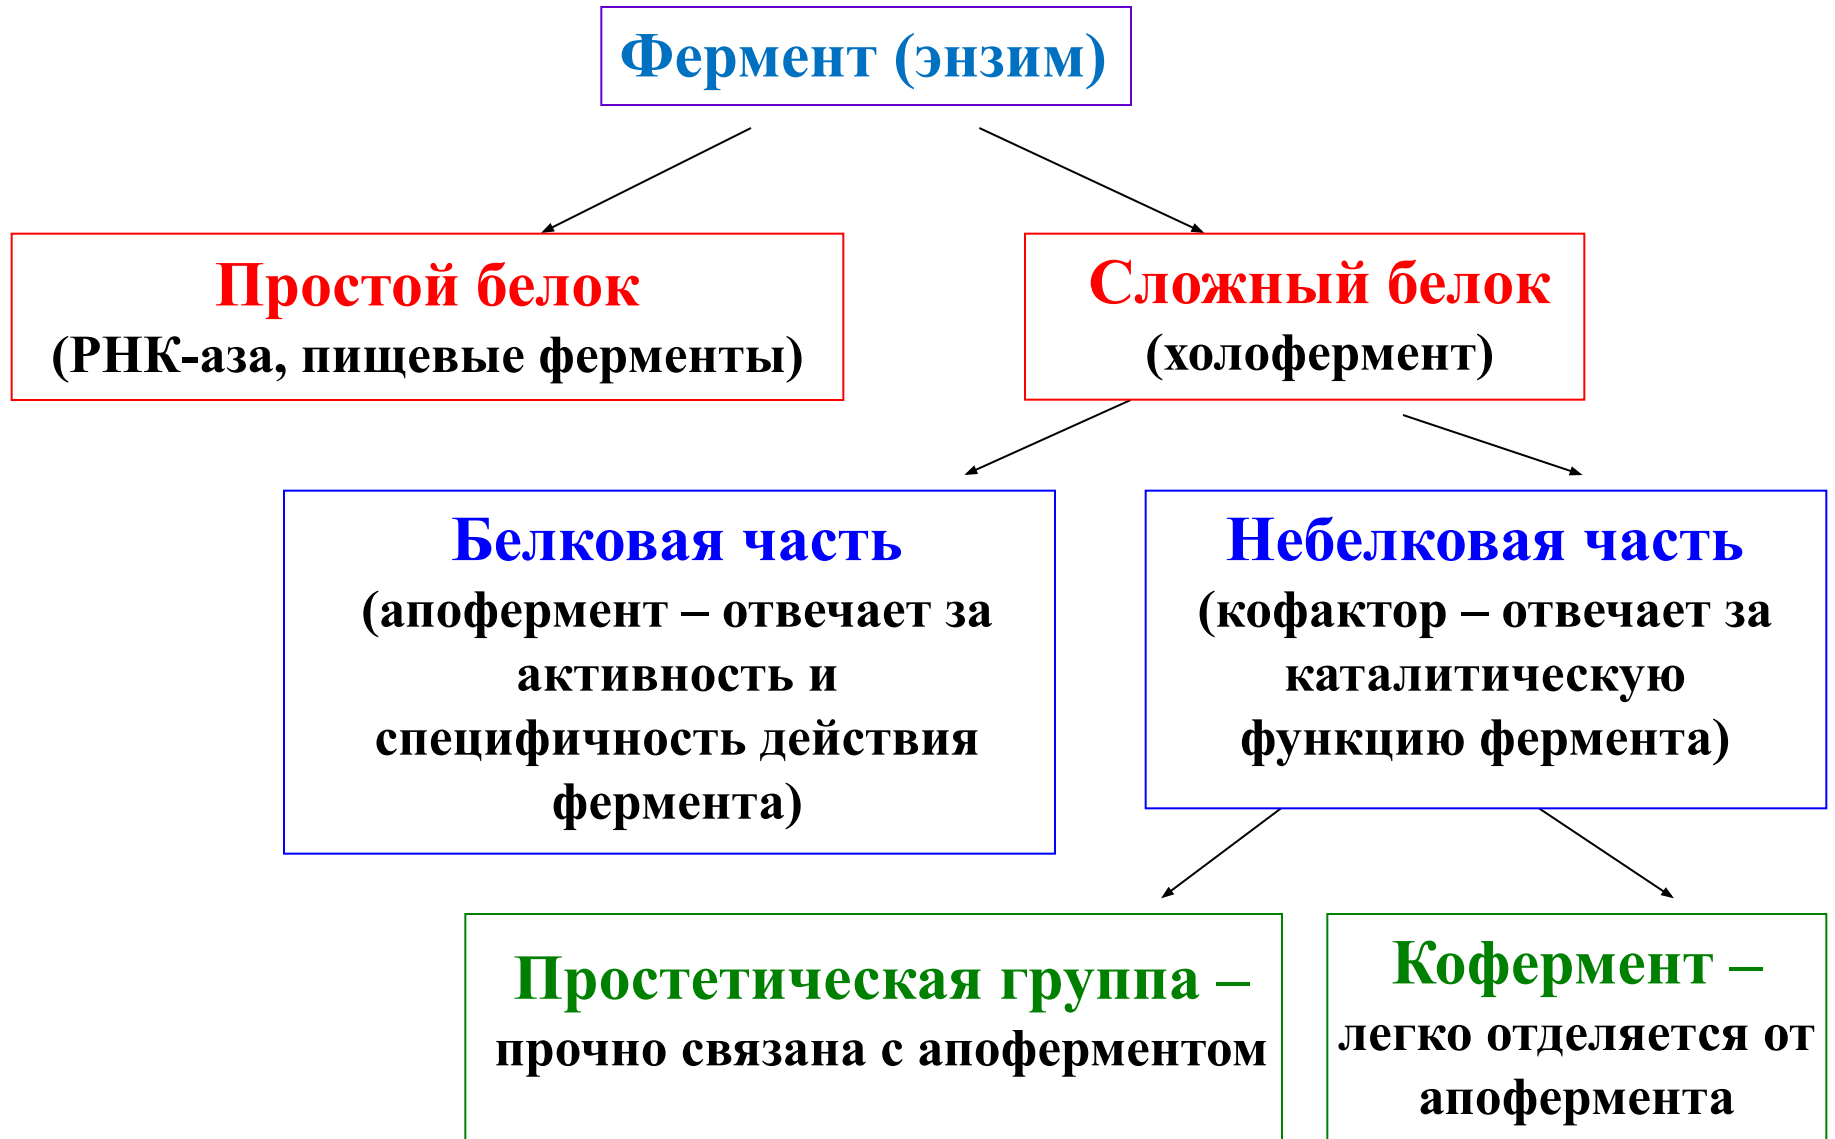 Фермент (энзим)
Простой белок
(РНК-аза, пищевые ферменты)
Сложный белок
(холофермент)
Белковая часть
(апофермент – отвечает за
активность и
специфичность действия
фермента)
Небелковая часть
(кофактор – отвечает за
каталитическую
функцию фермента)
Простетическая группа –
прочно связана с апоферментом
Кофермент –
легко отделяется от
апофермента